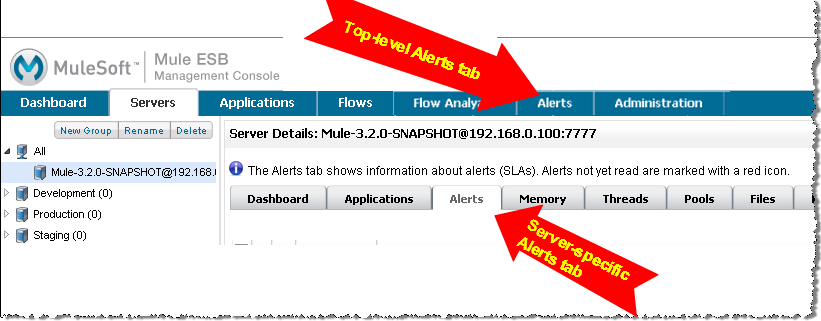 Top-level Alerts tab
MuleSoft™ Mule ESB
Management Console
Dashboard Servers Applications Flows Flow Analy Alerts Administration
New Group Rename Delete
Server Details: Mule-3.2.0-SNAPSHOT@192.168.0.100:7777
All
The Alerts tab shows information about alerts (SLAs). Alerts not yet read are marked with a red icon.
Mule-3.2.0-SNAPSHOT@192.168.
Development (0)
Dashboard Applications Alerts Memory Threads Pools Files
Production (0)
Staging (0)
Server-specific
Alerts tab